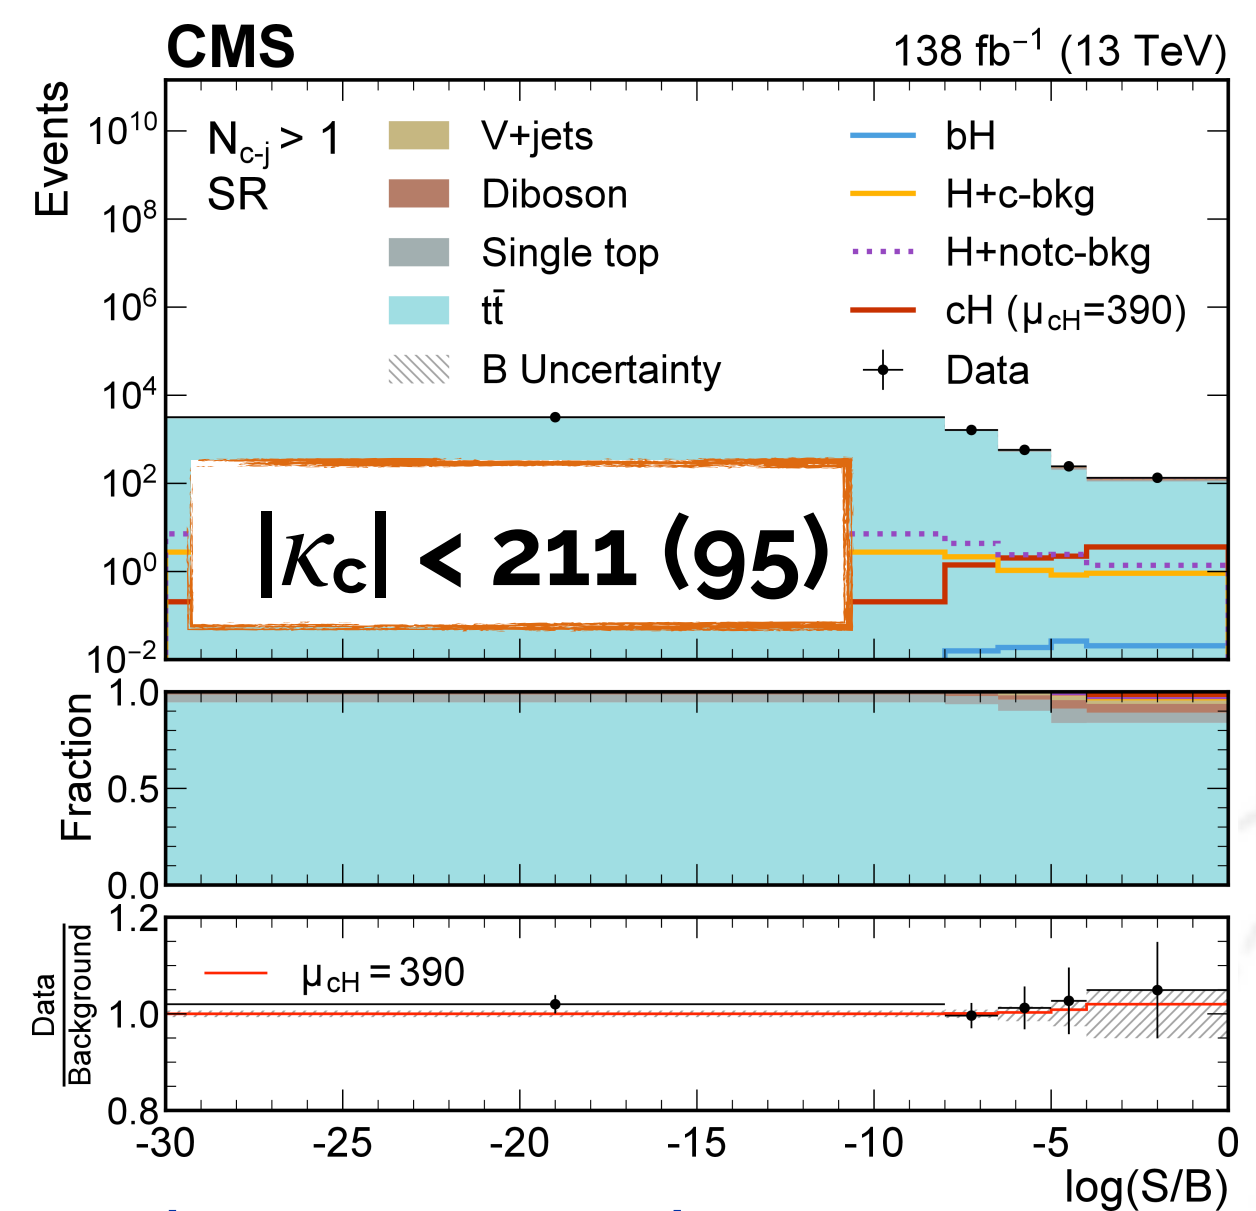 CMS 138 fb⁻¹ (13 TeV)
Events
10¹⁰
10⁸
10⁶
10⁴
10²
10⁰
10⁻²
N_c-j > 1
SR
V+jets
Diboson
Single top
tt̄
B Uncertainty
bH
H+c-bkg
H+notc-bkg
cH (μ_cH=390)
Data
|κ_c| < 211 (95)
Fraction
1.0
0.5
0.0
Data
Background
1.2
1.0
0.8
μ_cH = 390
-30 -25 -20 -15 -10 -5 0
log(S/B)